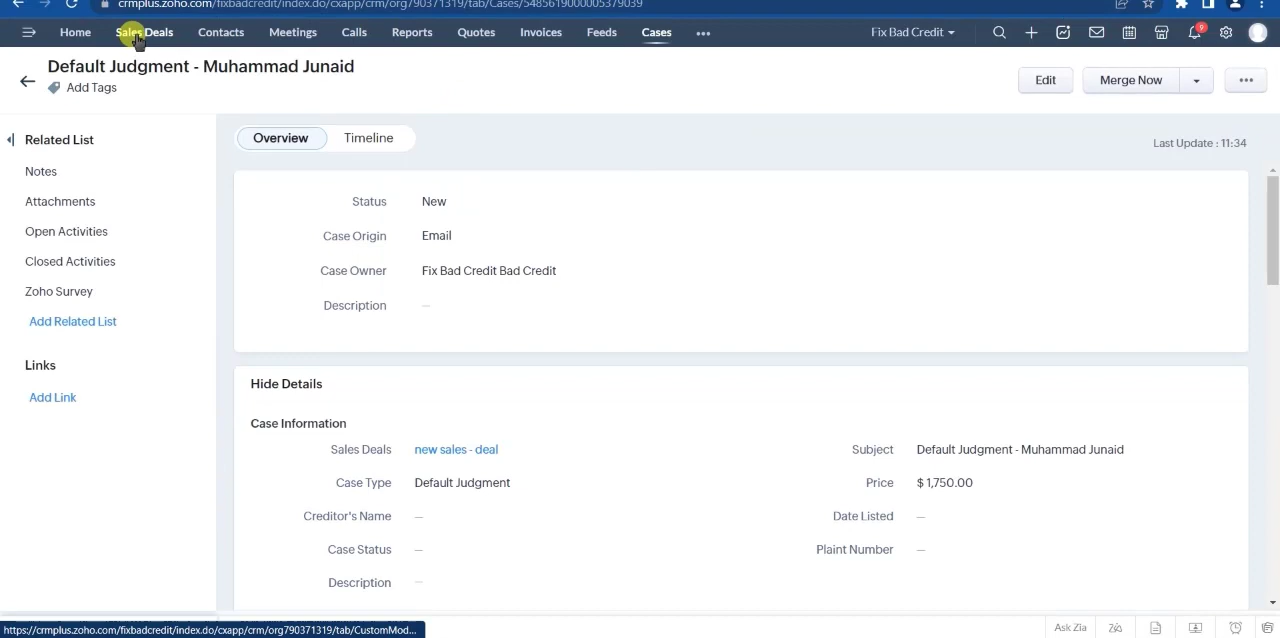 crmplus.zoho.com/fixbadcredit/index.do/cxapp/crm/org790371319/tab/Cases/5485619000005379039
Home Sales Deals Contacts Meetings Calls Reports Quotes Invoices Feeds Cases ••• Fix Bad Credit 9
Default Judgment - Muhammad Junaid
Add Tags
Edit Merge Now •••
Related List
Notes
Attachments
Open Activities
Closed Activities
Zoho Survey
Add Related List
Links
Add Link
Overview Timeline
Last Update : 11:34
Status New
Case Origin Email
Case Owner Fix Bad Credit Bad Credit
Description —
Hide Details
Case Information
Sales Deals new sales - deal Subject Default Judgment - Muhammad Junaid
Case Type Default Judgment Price $ 1,750.00
Creditor's Name — Date Listed —
Case Status — Plaint Number —
Description —
https://crmplus.zoho.com/fixbadcredit/index.do/cxapp/crm/org790371319/tab/CustomMod...
Ask Zia